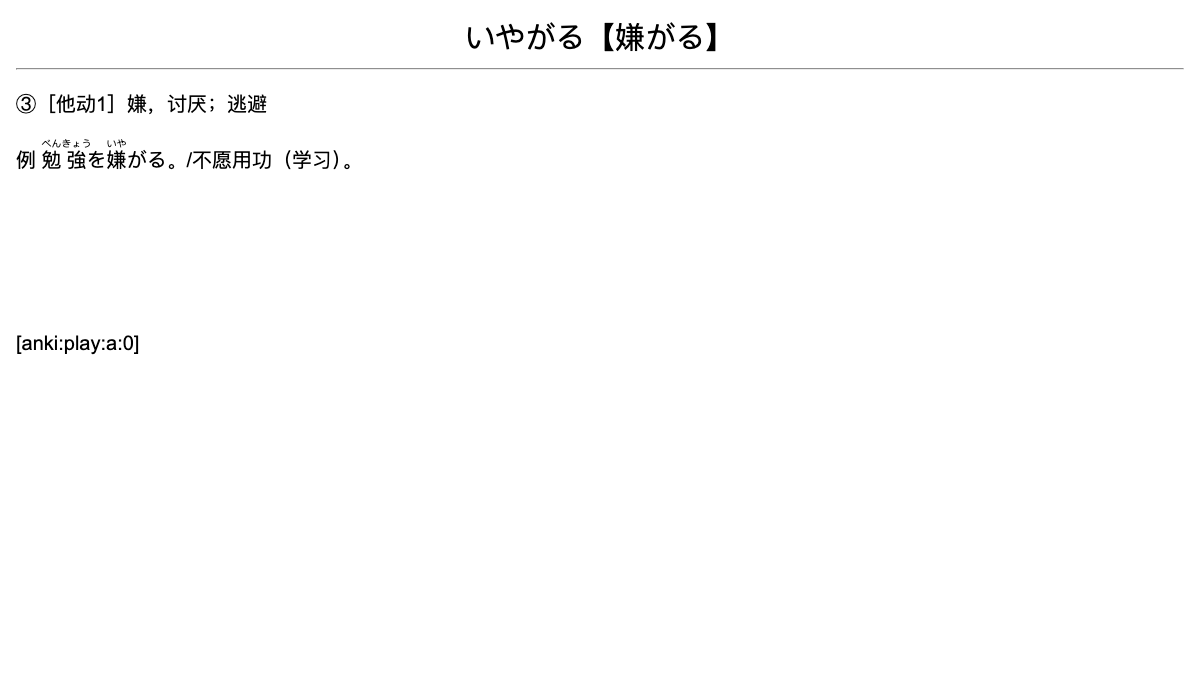 いやがる【嫌がる】
③［他动1］嫌，讨厌；逃避
べんきょう いや
例 勉強を嫌がる。/不愿用功（学习）。
[anki:play:a:0]